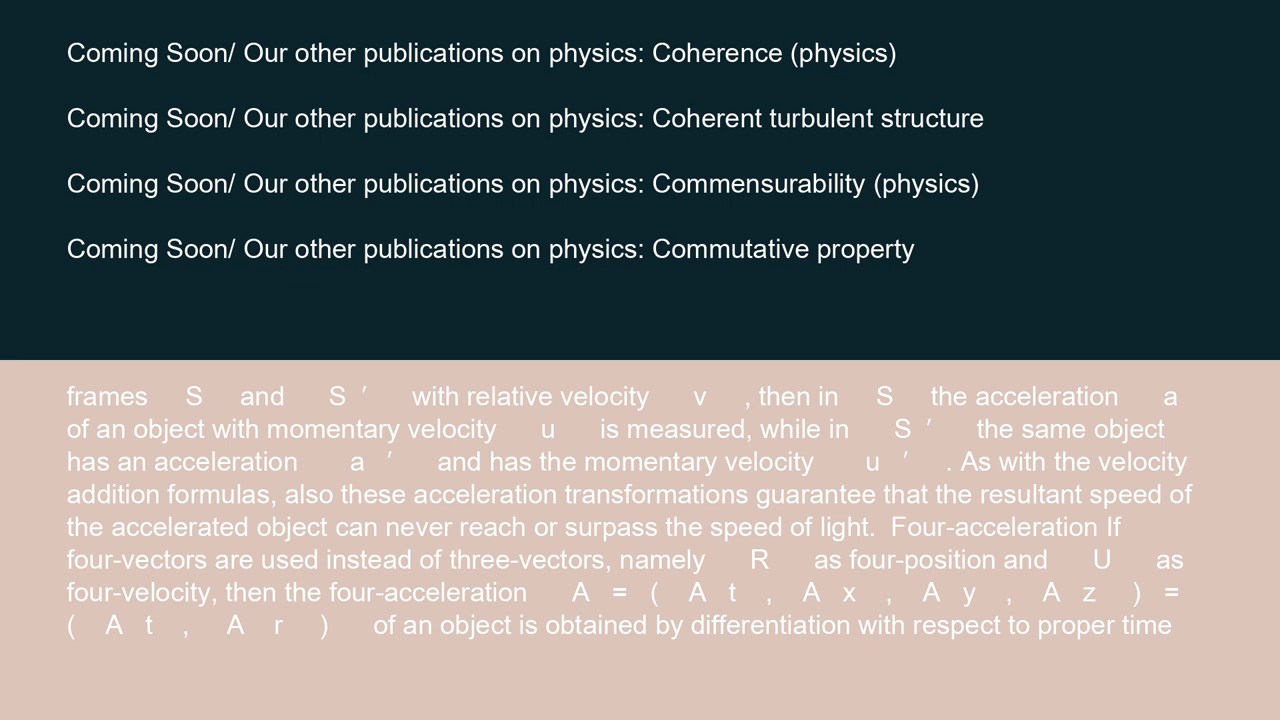 Coming Soon/ Our other publications on physics: Coherence (physics)
Coming Soon/ Our other publications on physics: Coherent turbulent structure
Coming Soon/ Our other publications on physics: Commensurability (physics)
Coming Soon/ Our other publications on physics: Commutative property
frames S and S ′ with relative velocity v , then in S the acceleration a
of an object with momentary velocity u is measured, while in S ′ the same object
has an acceleration a ′ and has the momentary velocity u ′ . As with the velocity
addition formulas, also these acceleration transformations guarantee that the resultant speed of
the accelerated object can never reach or surpass the speed of light. Four-acceleration If
four-vectors are used instead of three-vectors, namely R as four-position and U as
four-velocity, then the four-acceleration A = ( A t , A x , A y , A z ) =
( A t , A r ) of an object is obtained by differentiation with respect to proper time